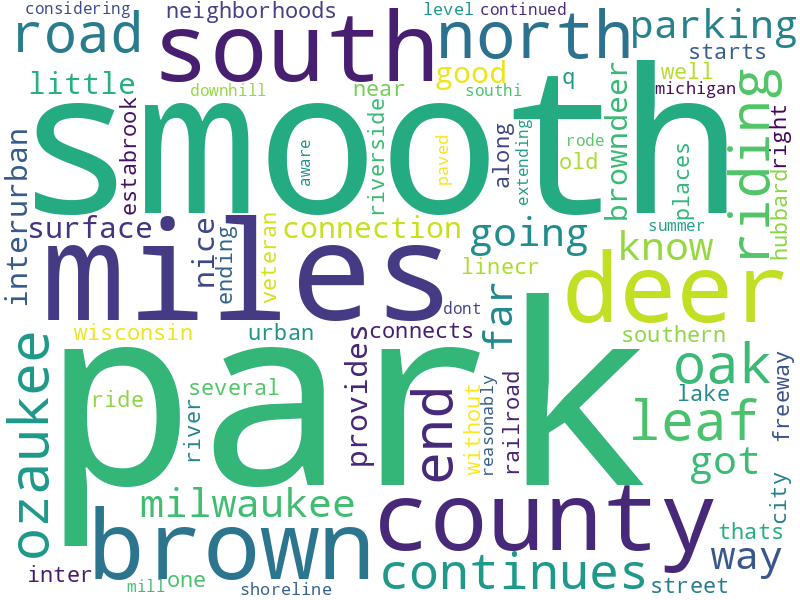 considering
neighborhoods
level
continued
road
south
north
parking
starts
little
downhill
near
good
southi
q
well
michigan
smooth
interurban
estabrook
aware
riverside
paved
along
extending
rode
old
browndeer
places
riding
right
hubbard
surface
nice
ending
veteran
connection
going
know
summer
miles
linecr
deer
dont
far
wisconsin
urban
connects
southern
ozaukee
park
ride
several
river
provides
end
without
reasonably
railroad
oak
lake
leaf
freeway
got
milwaukee
county
brown
continues
way
city
thats
inter
mill
one
shoreline
street